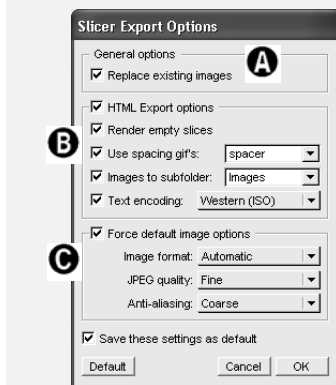 Slicer Export Options
General options
A
Replace existing images
HTML Export options
B
Render empty slices
Use spacing gif's: spacer
Images to subfolder: Images
Text encoding: Western (ISO)
C
Force default image options
Image format: Automatic
JPEG quality: Fine
Anti-aliasing: Coarse
Save these settings as default
Default Cancel OK